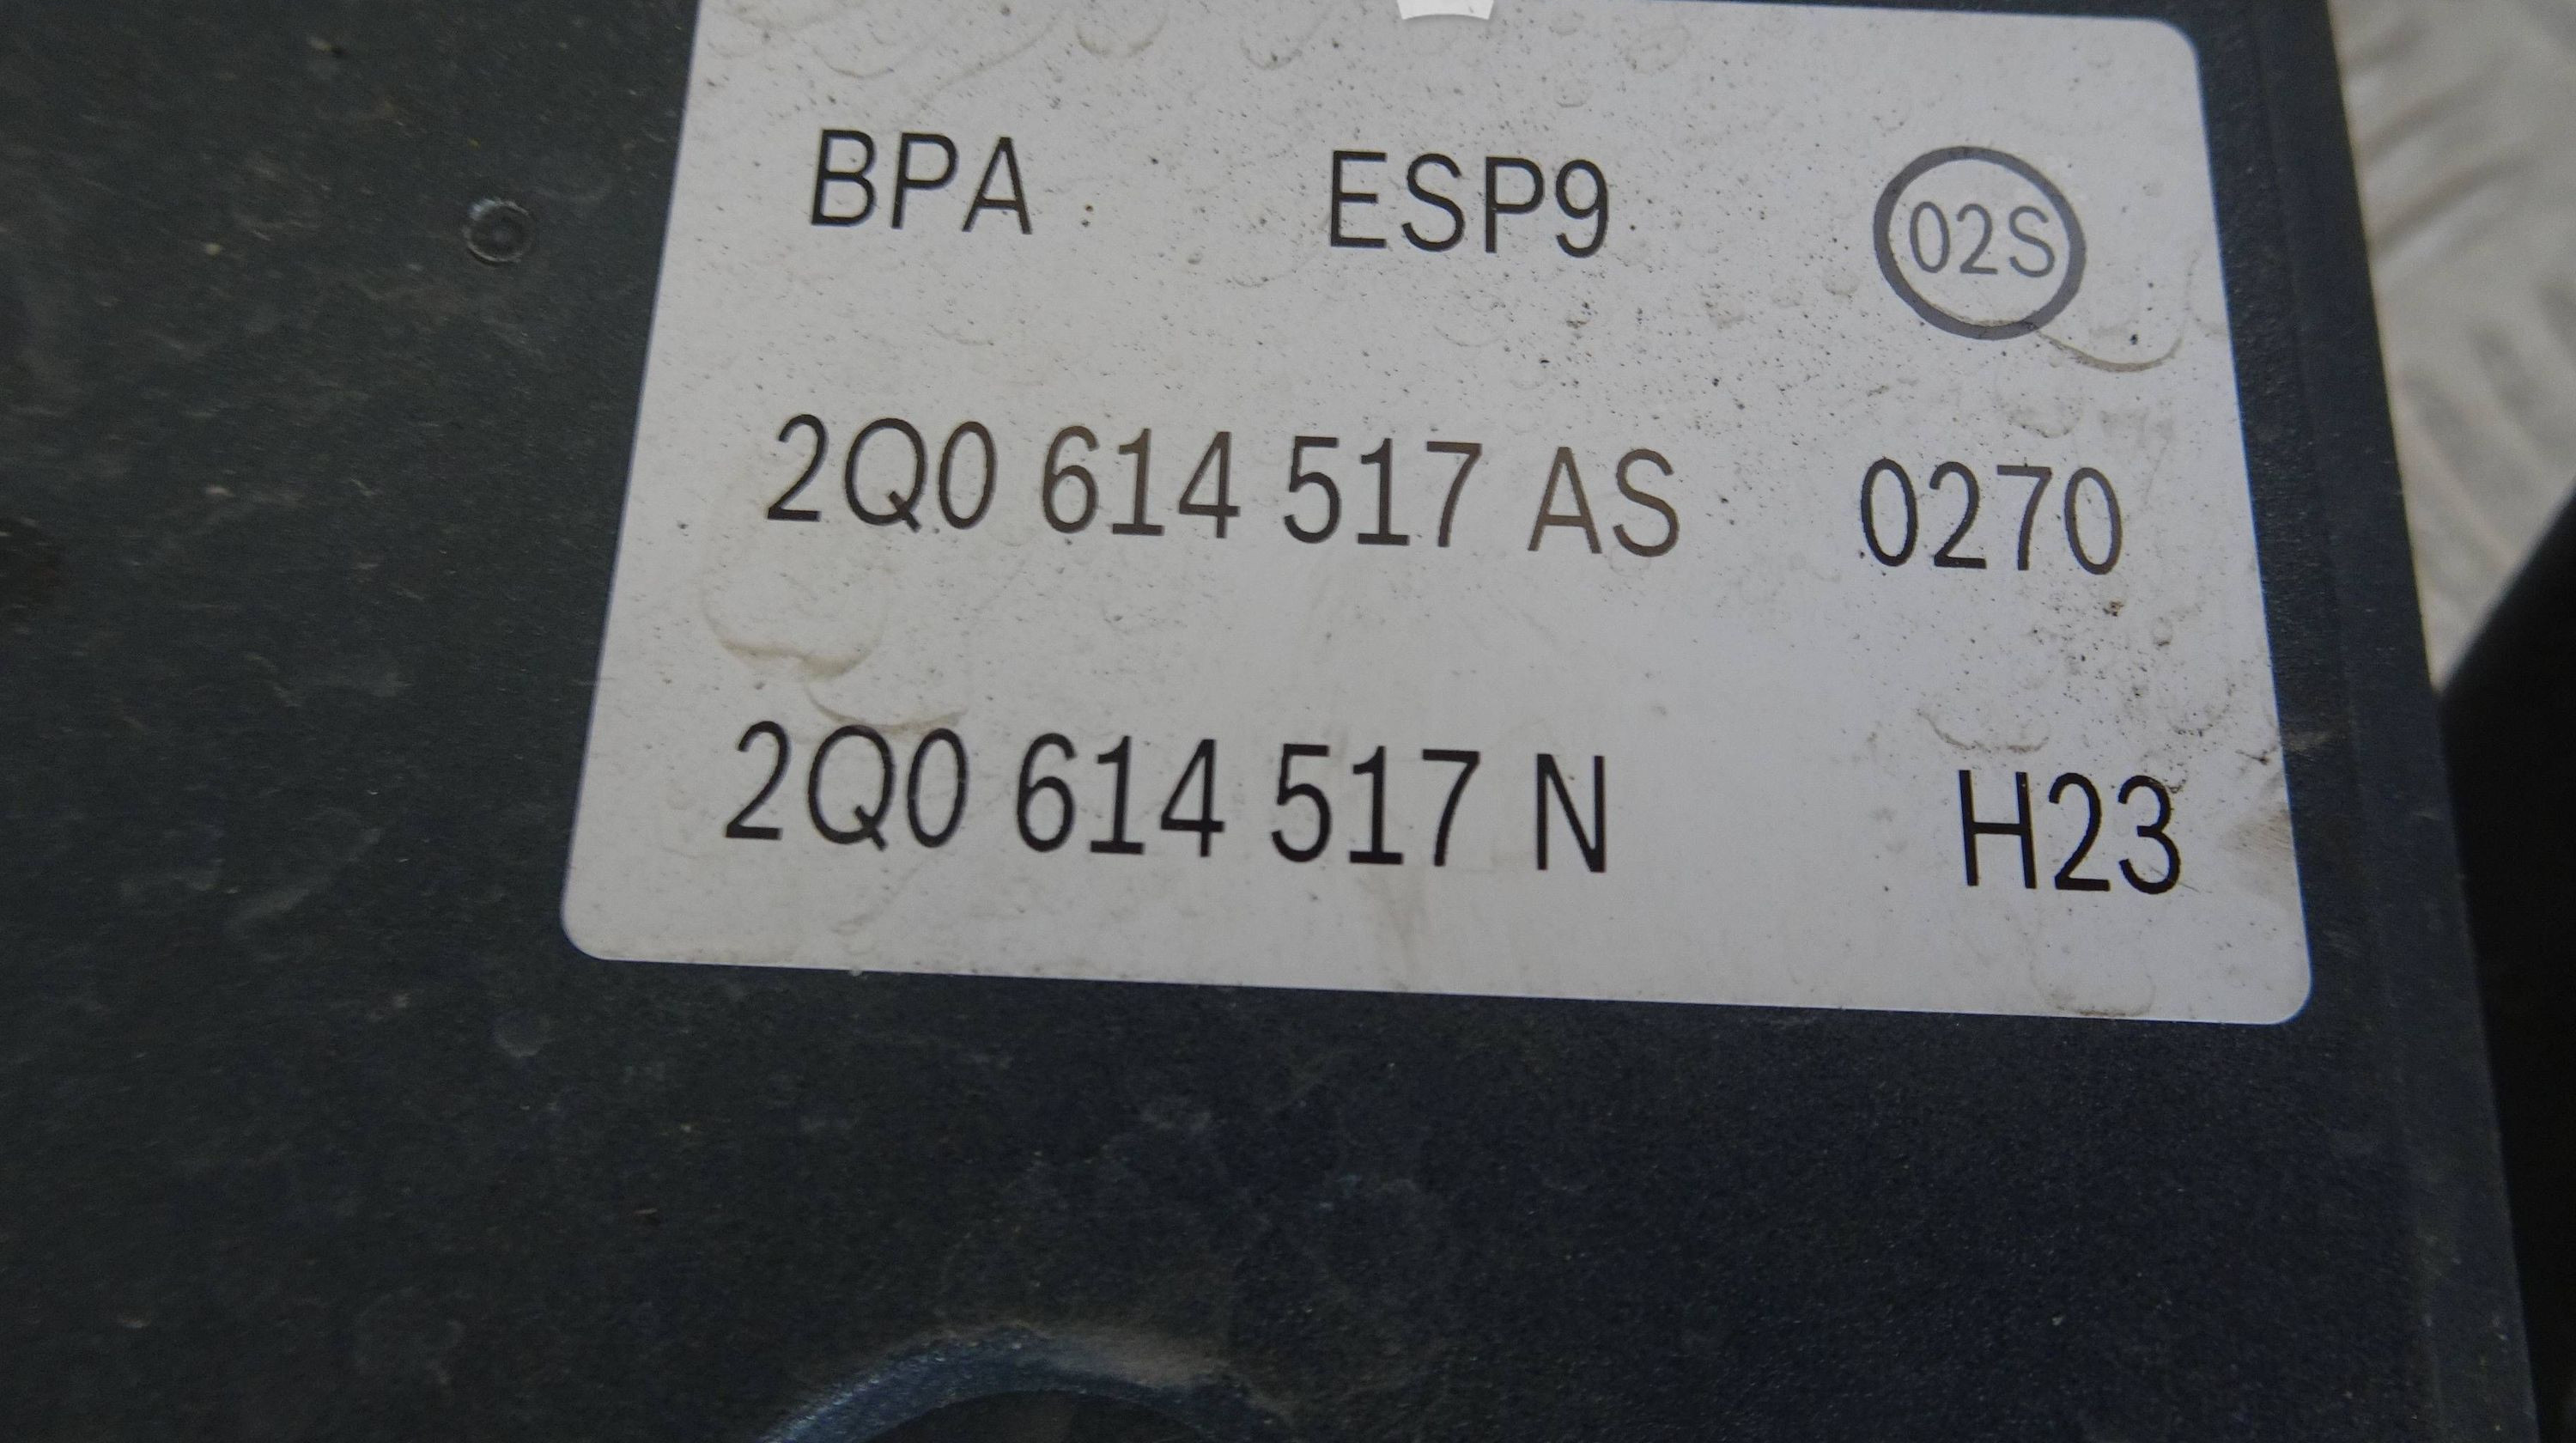 BPA ESP9 02S
2Q0 614 517 AS 0270
2Q0 614 517 N H23